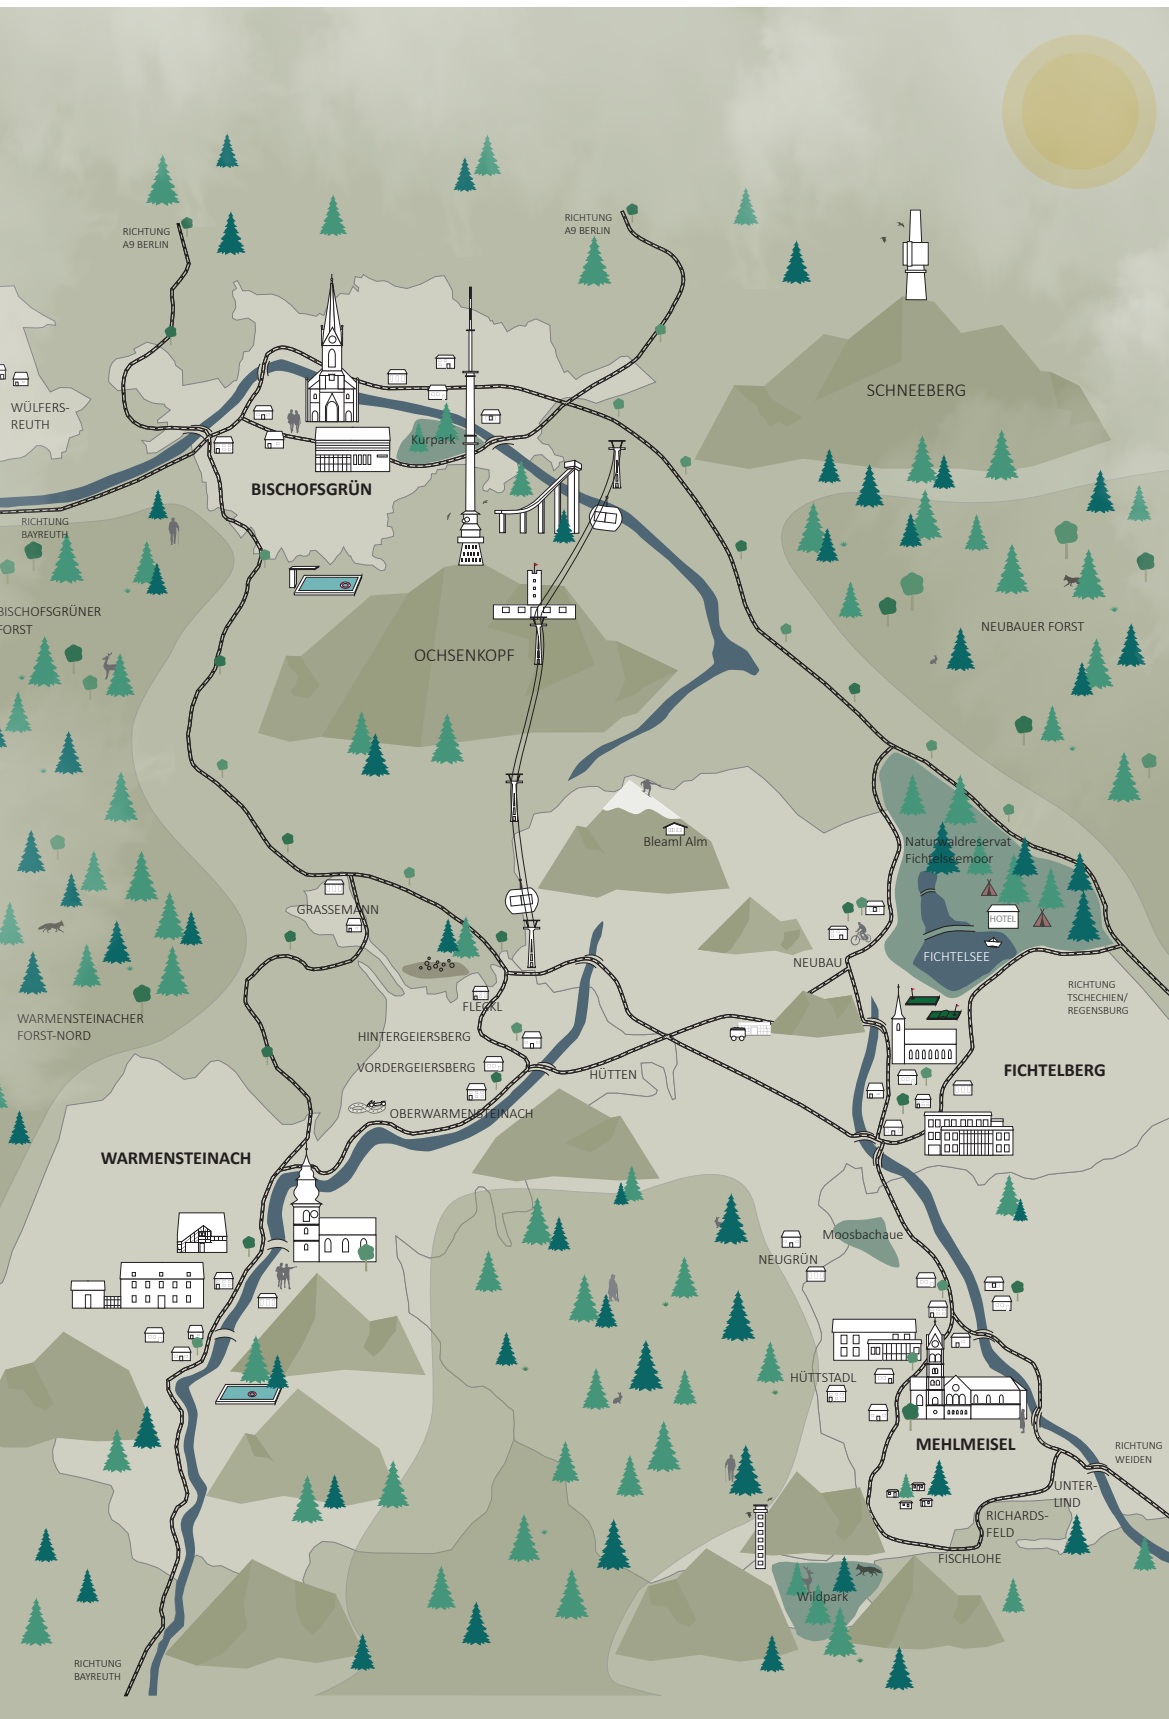 RICHTUNG
A9 BERLIN
RICHTUNG
A9 BERLIN
SCHNEEBERG
WÜLFERS-
REUTH
Kurpark
BISCHOFSGRÜN
RICHTUNG
BAYREUTH
BISCHOFSGRÜNER
FORST
NEUBAUER FORST
OCHSENKOPF
Bleaml Alm
Naturwaldreservat
Fichtelseemoor
GRASSEMANN
HOTEL
FICHTELSEE
NEUBAU
RICHTUNG
TSCHECHIEN/
REGENSBURG
FLECKL
WARMENSTEINACHER
FORST-NORD
HINTERGEIERSBERG
VORDERGEIERSBERG
HÜTTEN
FICHTELBERG
OBERWARMENSTEINACH
WARMENSTEINACH
Moosbachaue
NEUGRÜN
HÜTTSTADL
MEHLMEISEL
RICHTUNG
WEIDEN
UNTER-
LIND
RICHARDS-
FELD
FISCHLOHE
Wildpark
RICHTUNG
BAYREUTH